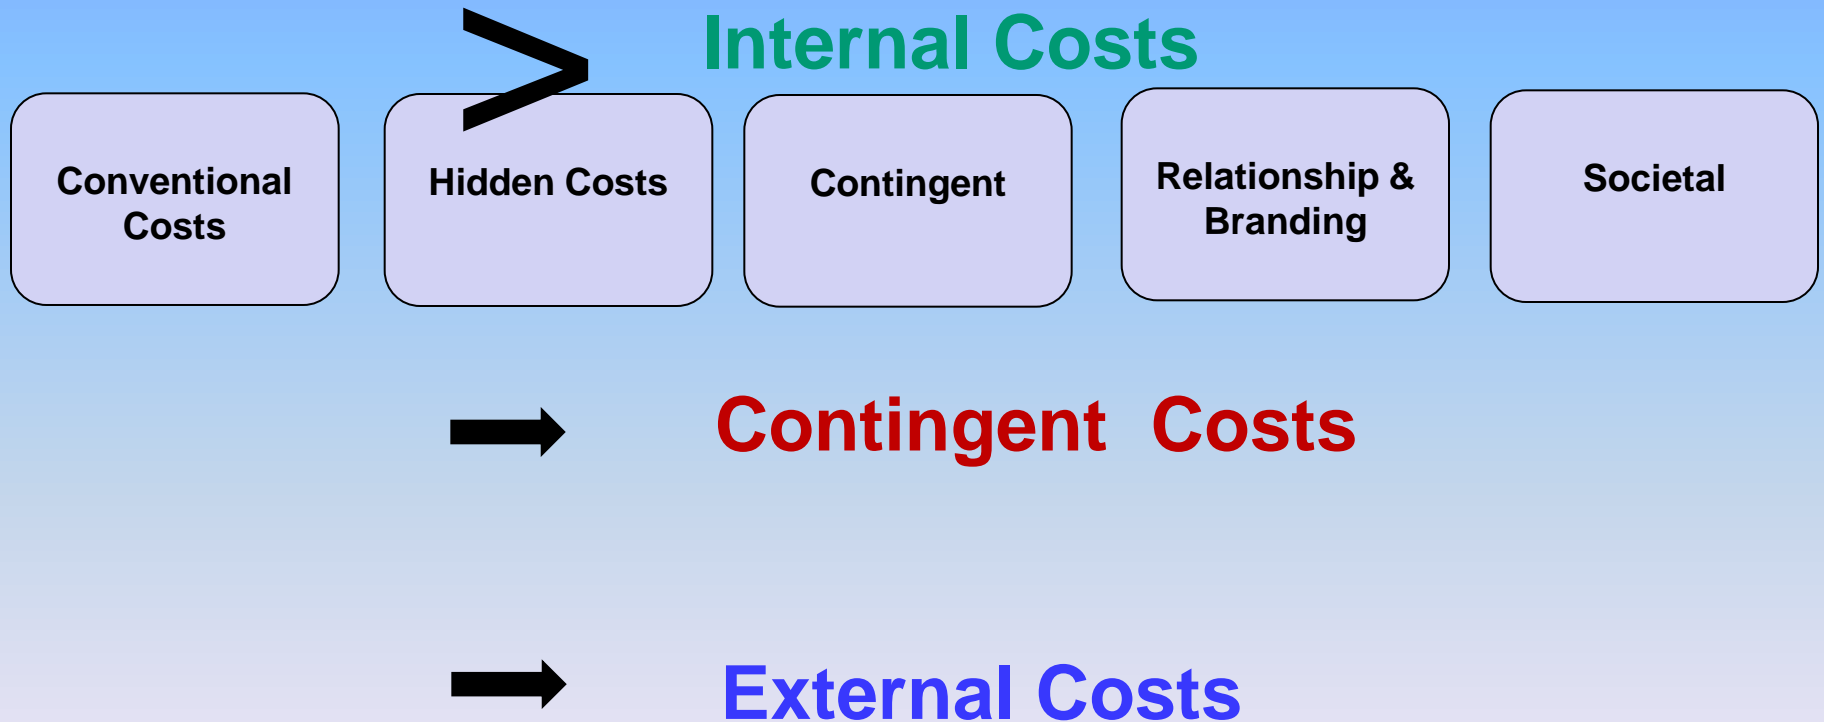 > Internal Costs
Conventional
Costs
Hidden Costs
Contingent
Relationship &
Branding
Societal
Contingent Costs
External Costs